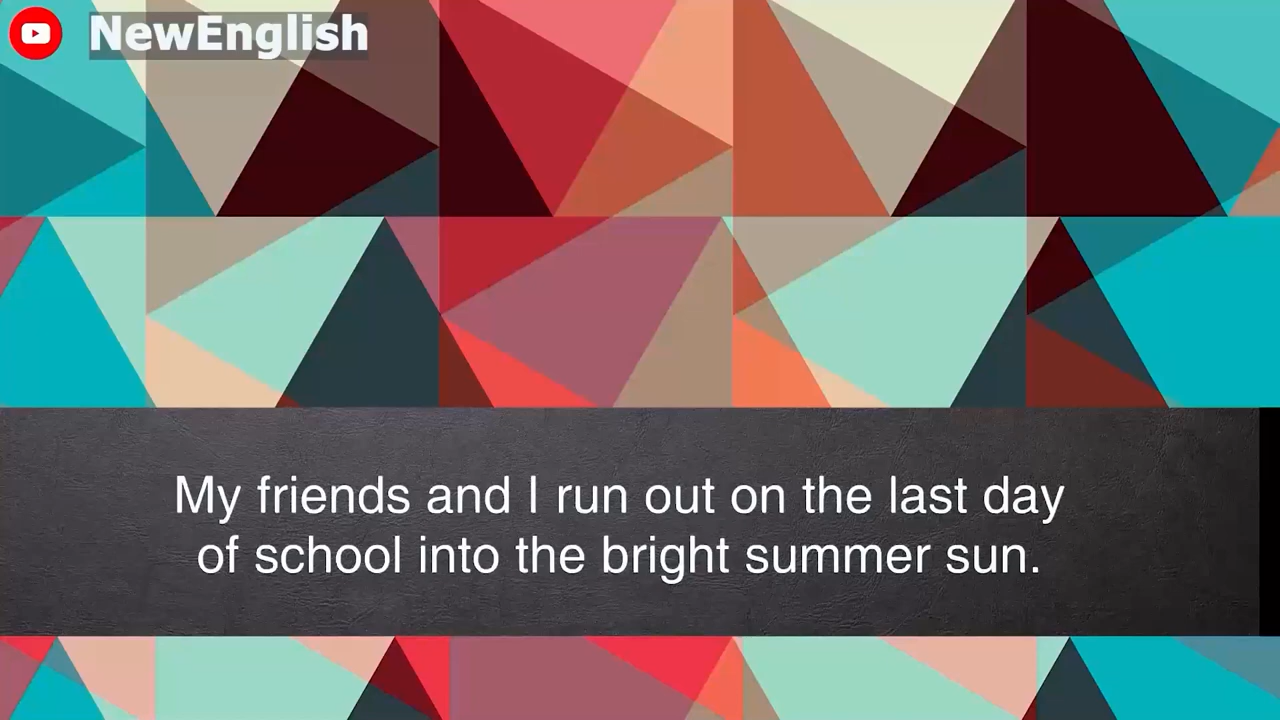 NewEnglish
My friends and I run out on the last day
of school into the bright summer sun.